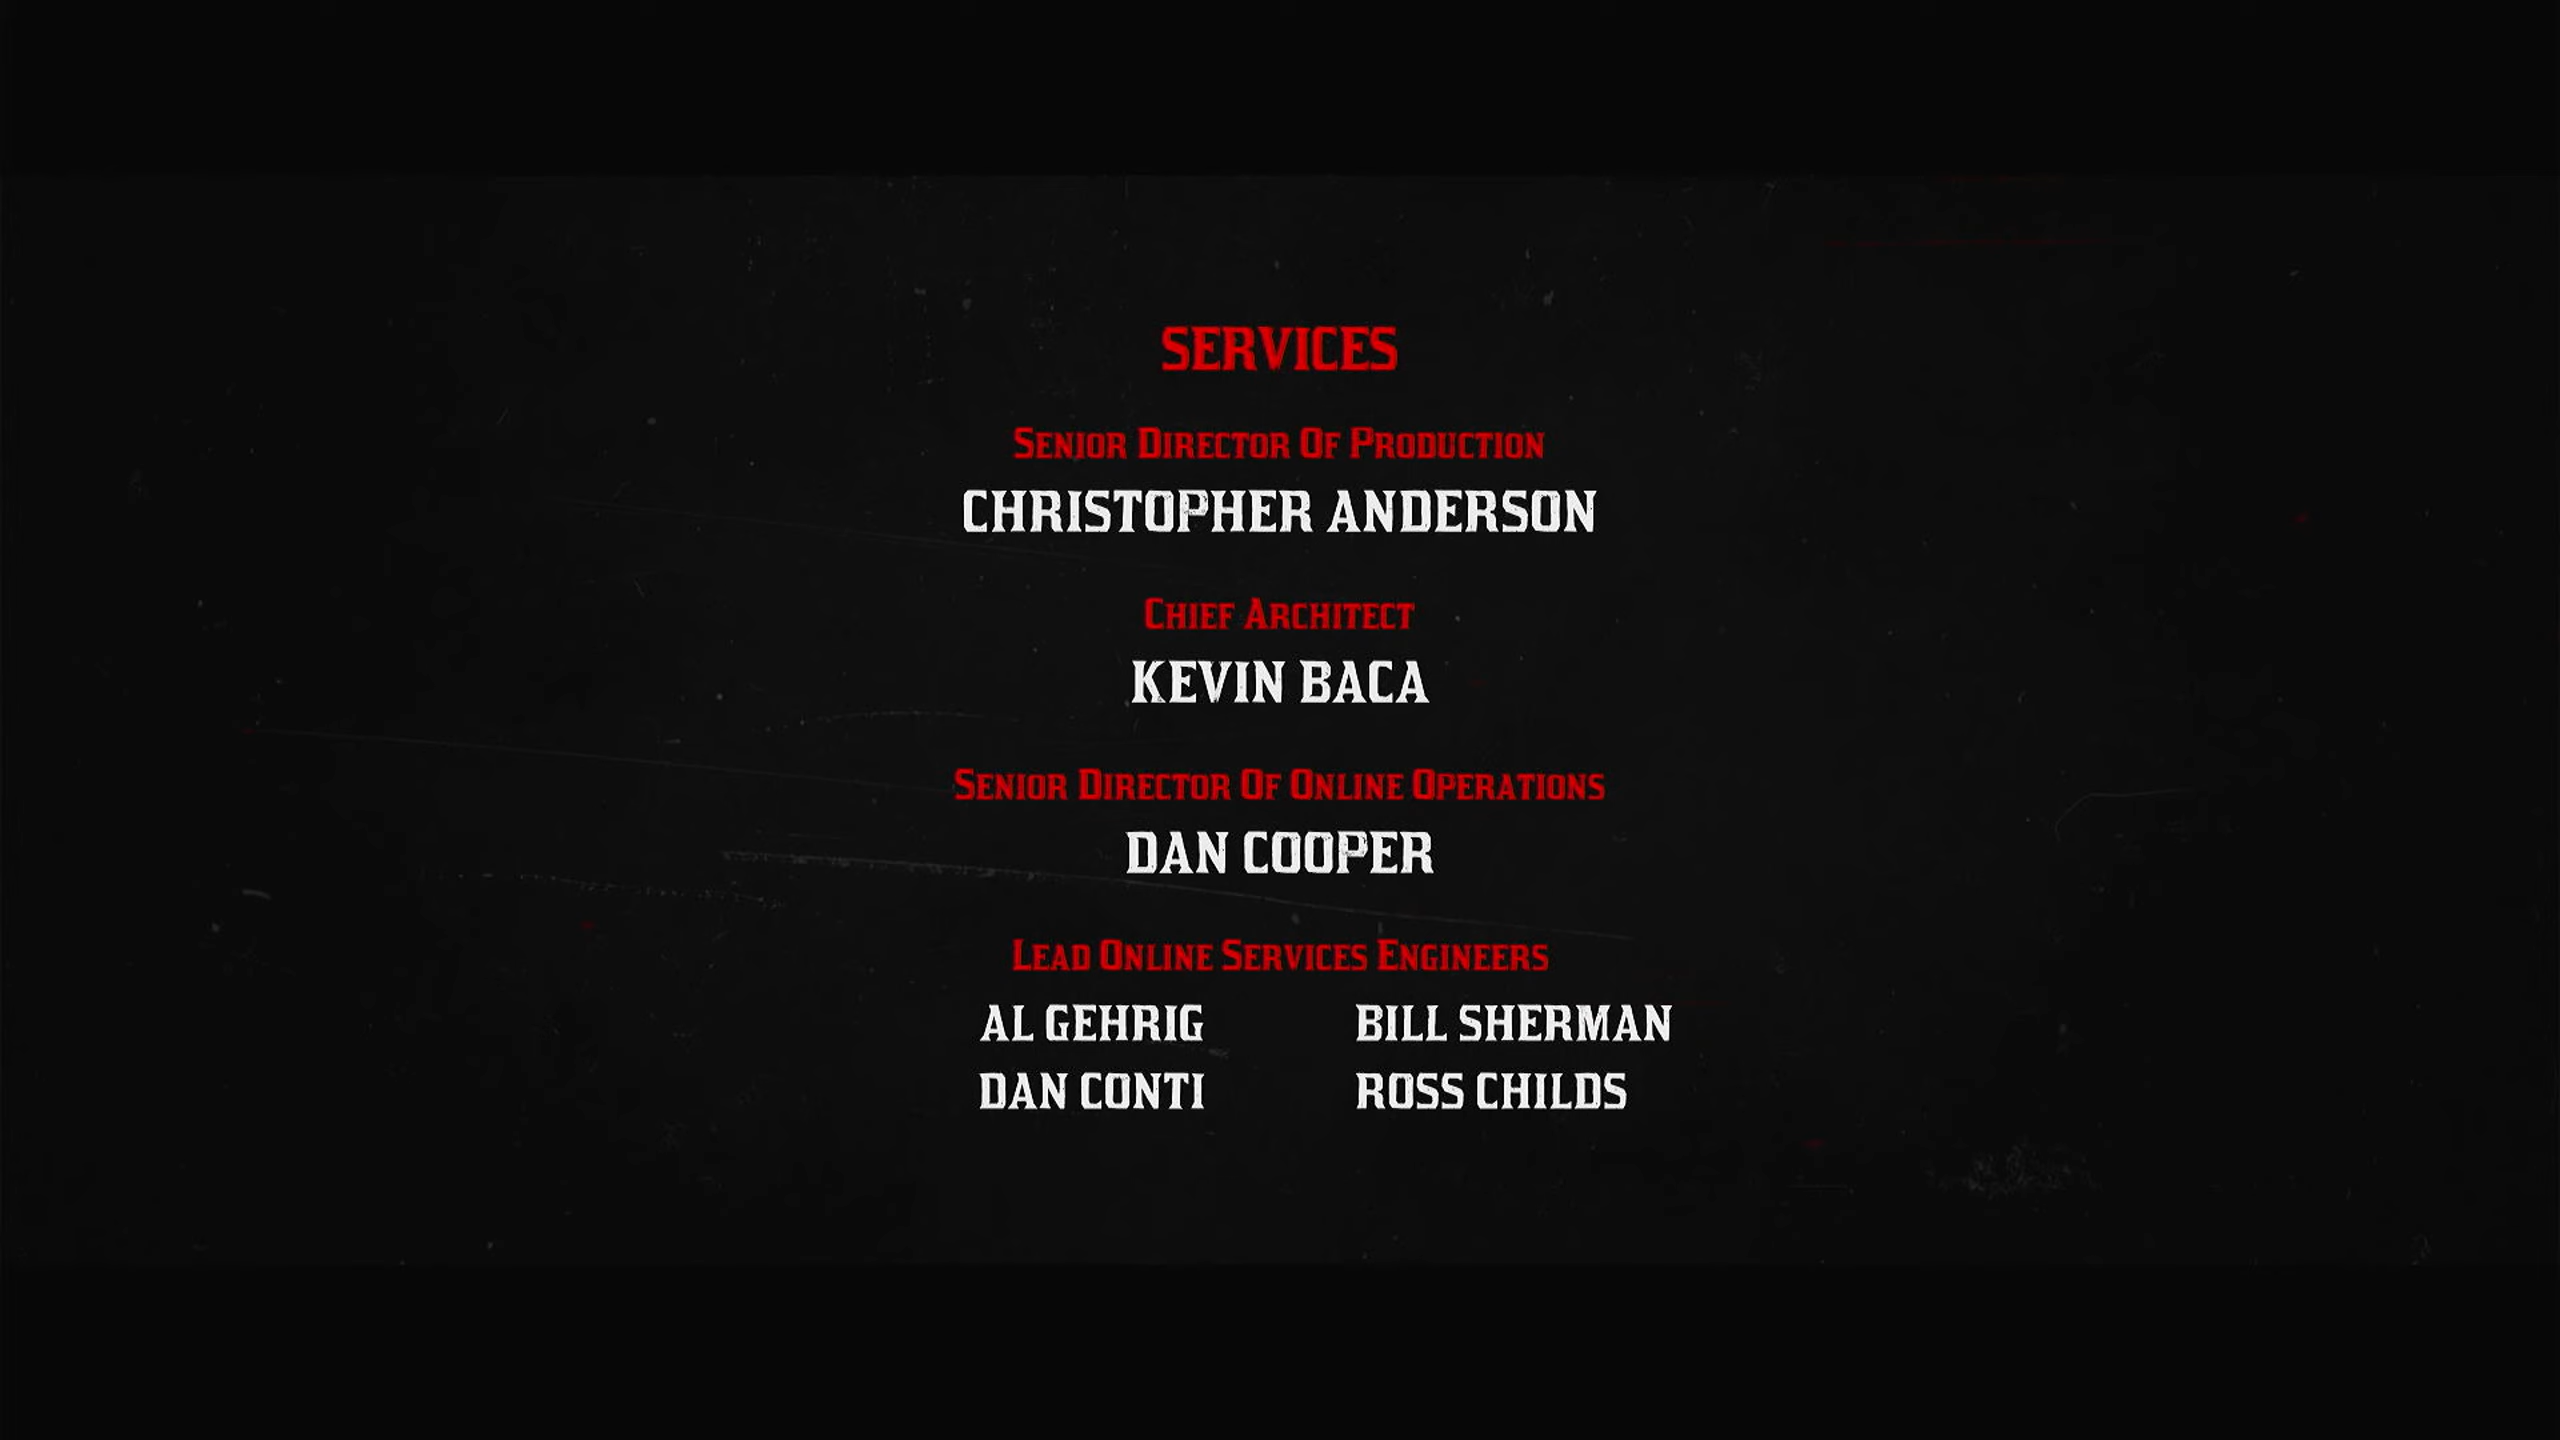 SERVICES
Senior Director Of Production
CHRISTOPHER ANDERSON
Chief Architect
KEVIN BACA
Senior Director Of Online Operations
DAN COOPER
Lead Online Services Engineers
AL GEHRIG BILL SHERMAN
DAN CONTI ROSS CHILDS